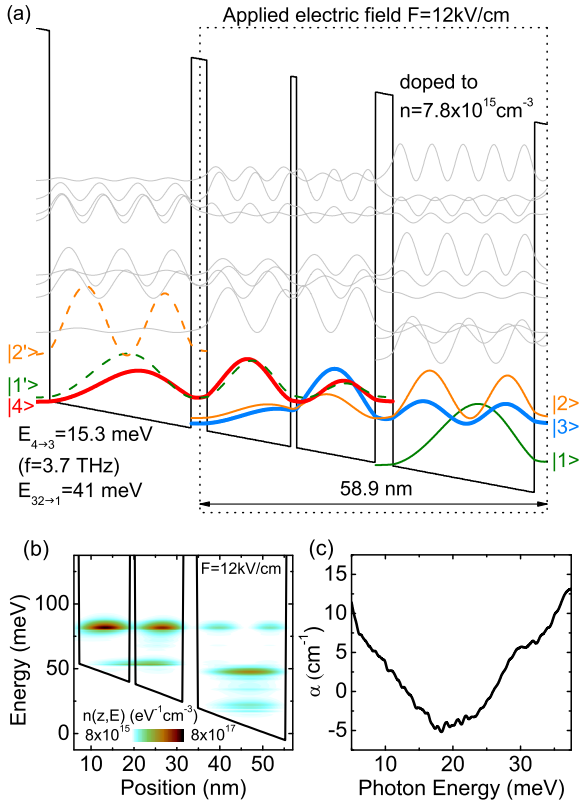 (a)
Applied electric field F=12kV/cm
doped to
n=7.8x10¹⁵cm⁻³
|2'>
|1'>
|4>
|2>
|3>
|1>
E₄→₃=15.3 meV
(f=3.7 THz)
E₃₂→₁=41 meV
58.9 nm
(b)
F=12kV/cm
100
50
0
Energy (meV)
n(z,E) (eV⁻¹cm⁻³)
8x10¹⁵ 8x10¹⁷
10 20 30 40 50
Position (nm)
(c)
15
10
5
0
-5
α (cm⁻¹)
10 20 30
Photon Energy (meV)